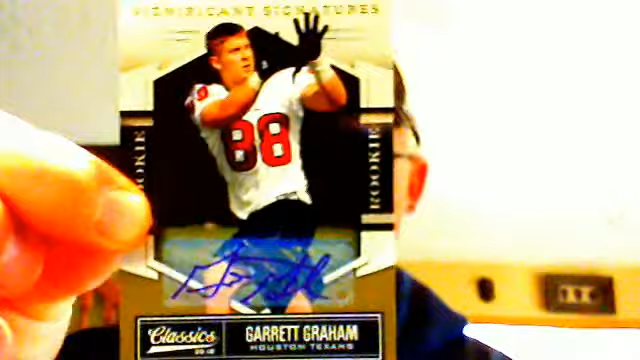 SIGNIFICANT SIGNATURES
88
ROOKIE
ROOKIE
Classics
GARRETT GRAHAM
HOUSTON TEXANS